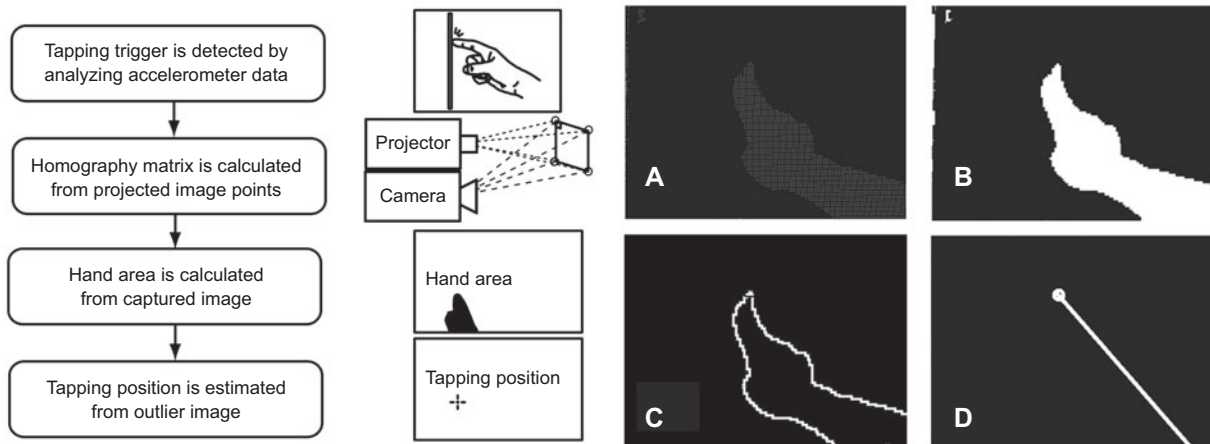 Tapping trigger is detected by
analyzing accelerometer data
Homography matrix is calculated
from projected image points
Hand area is calculated
from captured image
Tapping position is estimated
from outlier image
Projector
Camera
Hand area
Tapping position
A
B
C
D